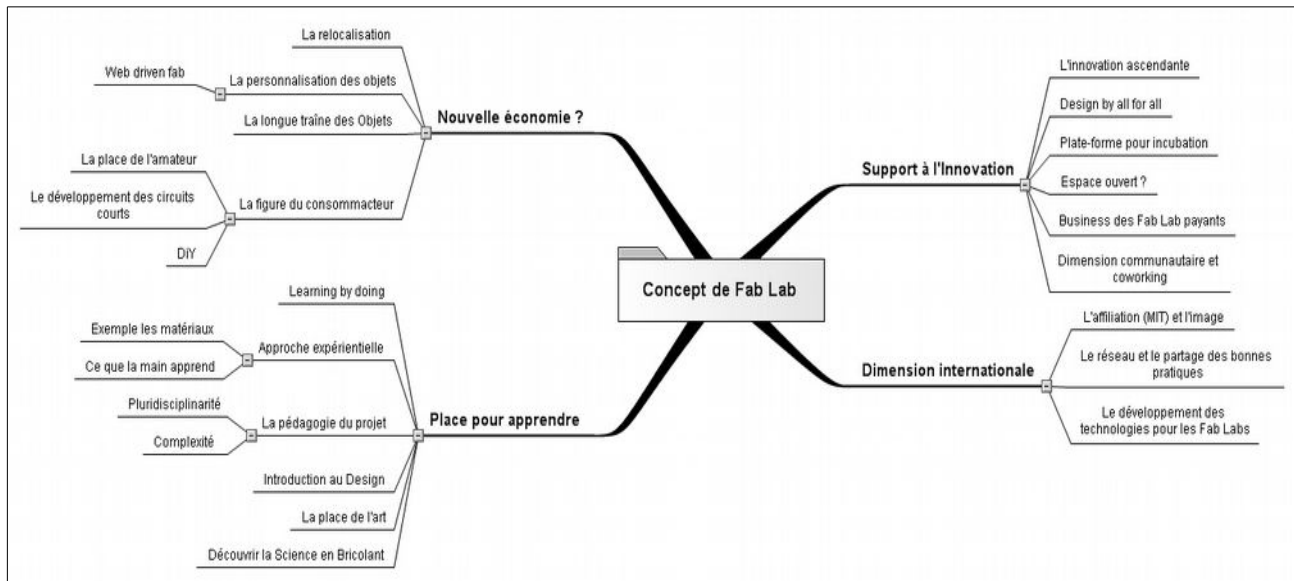 La relocalisation
Web driven fab
La personnalisation des objets
La longue traîne des Objets
Nouvelle économie ?
La place de l'amateur
Le développement des circuits
courts
La figure du consommacteur
DiY
Learning by doing
Exemple les matériaux
Approche expérientielle
Ce que la main apprend
Pluridisciplinarité
La pédagogie du projet
Complexité
Place pour apprendre
Introduction au Design
La place de l'art
Découvrir la Science en Bricolant
Concept de Fab Lab
L'innovation ascendante
Design by all for all
Plate-forme pour incubation
Support à l'Innovation
Espace ouvert ?
Business des Fab Lab payants
Dimension communautaire et
coworking
L'affiliation (MIT) et l'image
Dimension internationale
Le réseau et le partage des bonnes
pratiques
Le développement des
technologies pour les Fab Labs